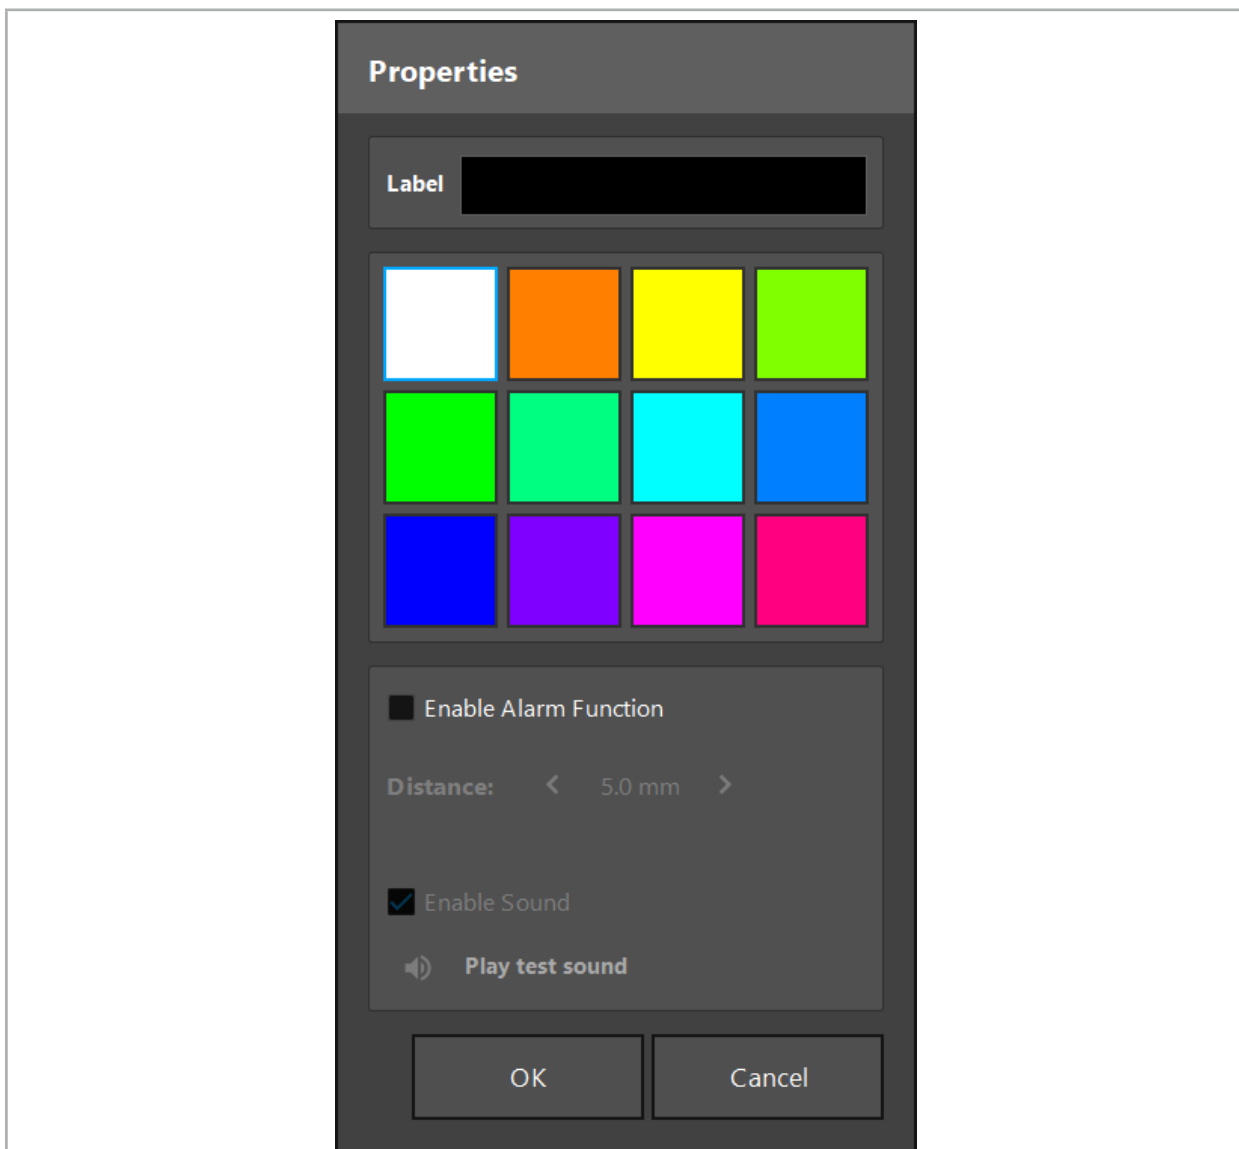 Properties
Label
Enable Alarm Function
Distance: 5.0 mm
Enable Sound
Play test sound
OK Cancel